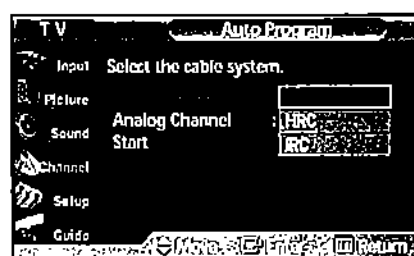 TV Auto Program
Input Select the cable system.
Picture
Analog Channel : HRC
Sound
Start IRC
Channel
Setup
Guide
Move Enter Return